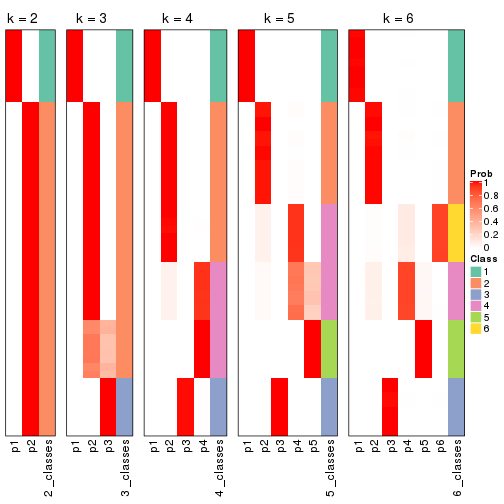 k = 2
k = 3
k = 4
k = 5
k = 6
p1
p2
2_classes
p1
p2
p3
3_classes
p1
p2
p3
p4
4_classes
p1
p2
p3
p4
p5
5_classes
p1
p2
p3
p4
p5
p6
6_classes
Prob
1
0.8
0.6
0.4
0.2
0
Class
1
2
3
4
5
6